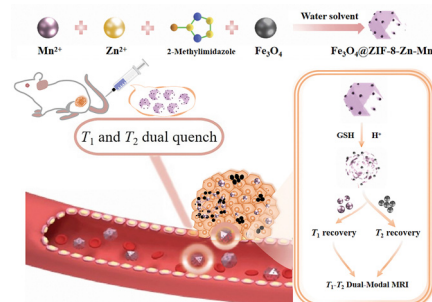 Water solvent
Mn²⁺ Zn²⁺ 2-Methylimidazole Fe₃O₄ Fe₃O₄@ZIF-8-Zn-Mn
T₁ and T₂ dual quench
GSH H⁺
T₁ recovery T₂ recovery
T₁-T₂ Dual-Modal MRI